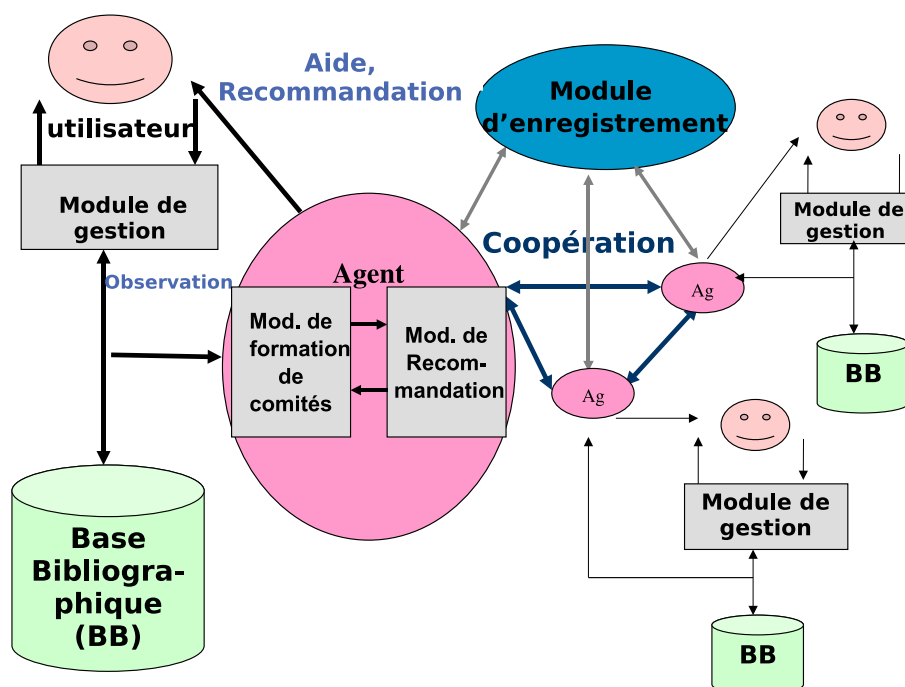 Aide,
Recommandation
utilisateur
Module
d'enregistrement
Module de
gestion
Module de
gestion
Coopération
Observation
Agent
Ag
Mod. de
formation
de
comités
Mod. de
Recom-
mandation
BB
Ag
Module de
gestion
Base
Bibliogra-
phique
(BB)
BB